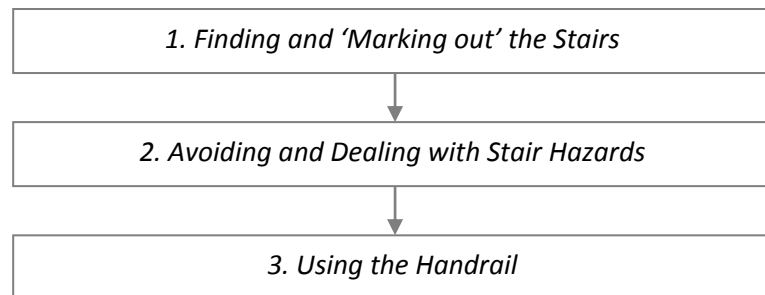 1. Finding and ‘Marking out’ the Stairs
2. Avoiding and Dealing with Stair Hazards
3. Using the Handrail